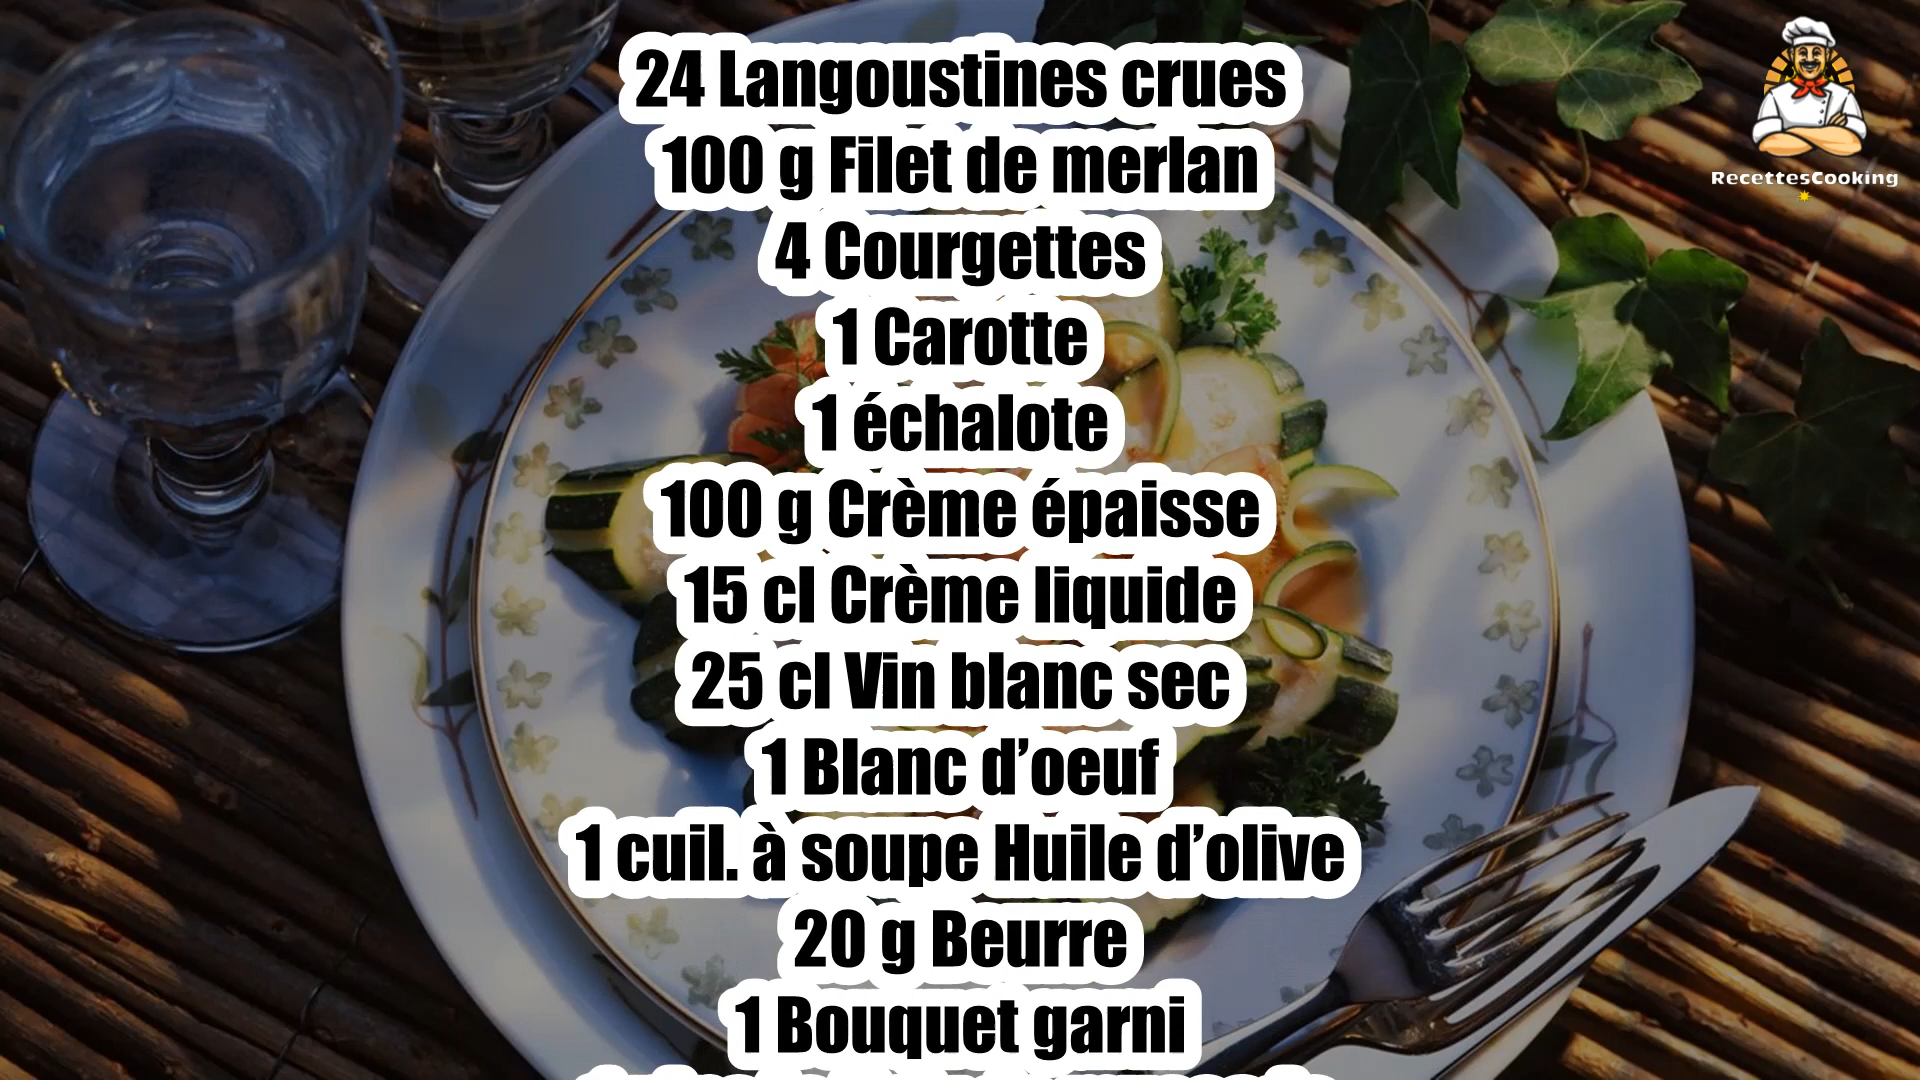 24 Langoustines crues
100 g Filet de merlan
4 Courgettes
1 Carotte
1 échalote
100 g Crème épaisse
15 cl Crème liquide
25 cl Vin blanc sec
1 Blanc d’oeuf
1 cuil. à soupe Huile d’olive
20 g Beurre
1 Bouquet garni
RecettesCooking